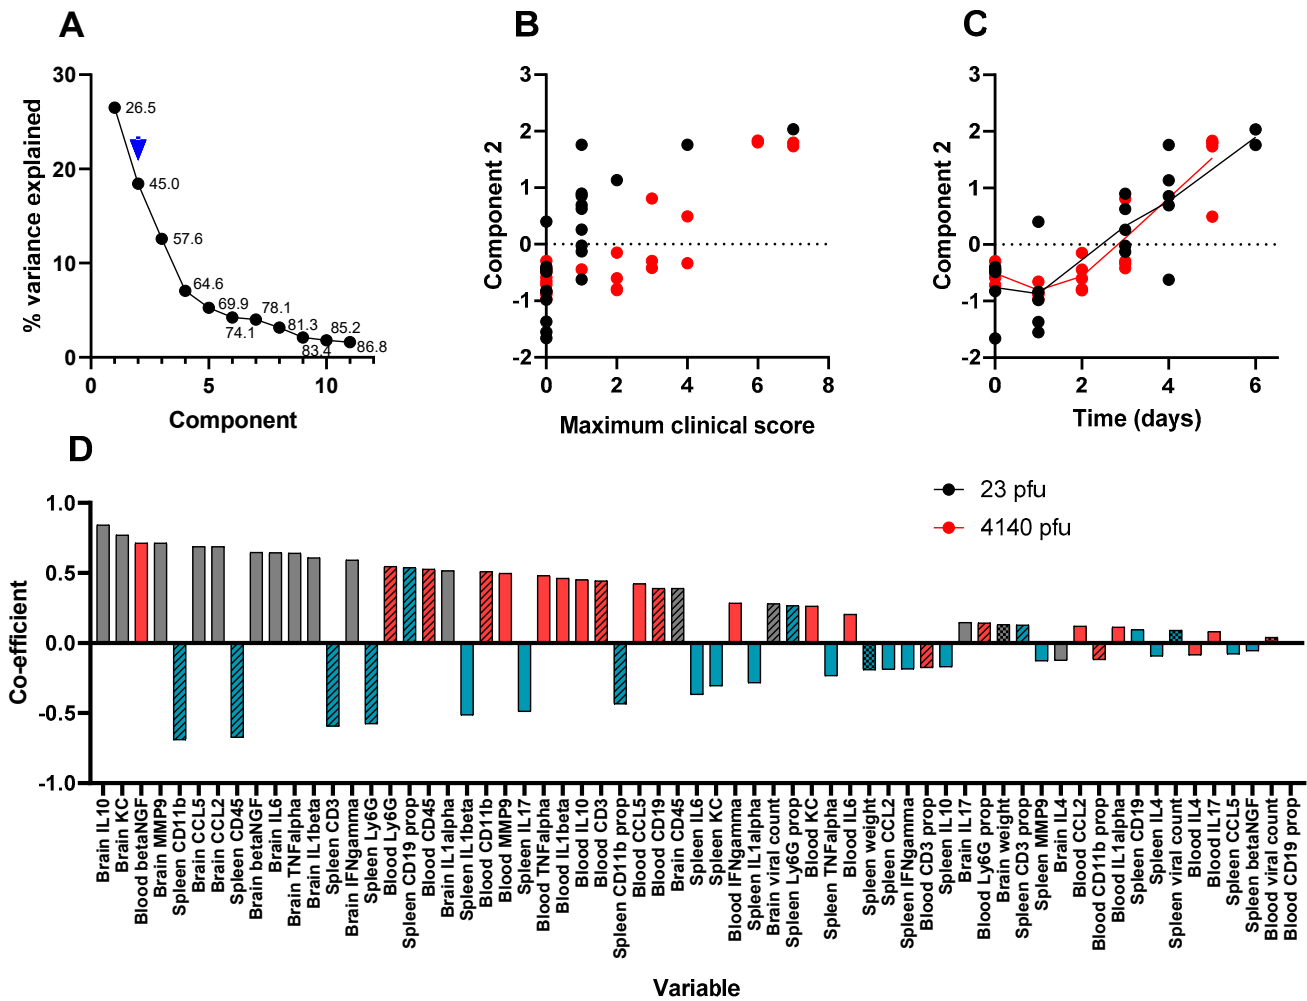 A
% variance explained
30
20
10
0
26.5
45.0
57.6
64.6
69.9
74.1
78.1
81.3
83.4
85.2
86.8
0
5
10
Component
B
Component 2
3
2
1
0
-1
-2
0
2
4
6
8
Maximum clinical score
C
Component 2
3
2
1
0
-1
-2
0
2
4
6
Time (days)
D
23 pfu
4140 pfu
Co-efficient
1.0
0.5
0.0
-0.5
-1.0
Brain IL10
Brain KC
Blood betaNGF
Brain MMP9
Spleen CD11b
Brain CCL5
Brain CCL2
Spleen CD45
Brain betaNGF
Brain IL6
Brain TNFalpha
Brain IL1beta
Spleen CD3
Brain IFNgamma
Spleen Ly6G
Blood Ly6G
Spleen CD19 prop
Blood CD45
Brain IL1alpha
Spleen IL1beta
Blood CD11b
Blood MMP9
Spleen IL17
Blood TNFalpha
Blood IL1beta
Blood IL10
Blood CD3
Spleen CD11b prop
Blood CCL5
Blood CD19
Brain CD45
Spleen IL6
Spleen KC
Blood IFNgamma
Spleen IL1alpha
Brain viral count
Spleen Ly6G prop
Blood KC
Spleen TNFalpha
Blood IL6
Spleen weight
Spleen CCL2
Spleen IFNgamma
Blood CD3 prop
Spleen IL10
Brain IL17
Blood Ly6G prop
Brain weight
Spleen CD3 prop
Spleen MMP9
Brain IL4
Blood CCL2
Blood CD11b prop
Blood IL1alpha
Spleen CD19
Spleen IL4
Spleen viral count
Blood IL4
Blood IL17
Spleen CCL5
Spleen betaNGF
Blood viral count
Blood CD19 prop
Variable